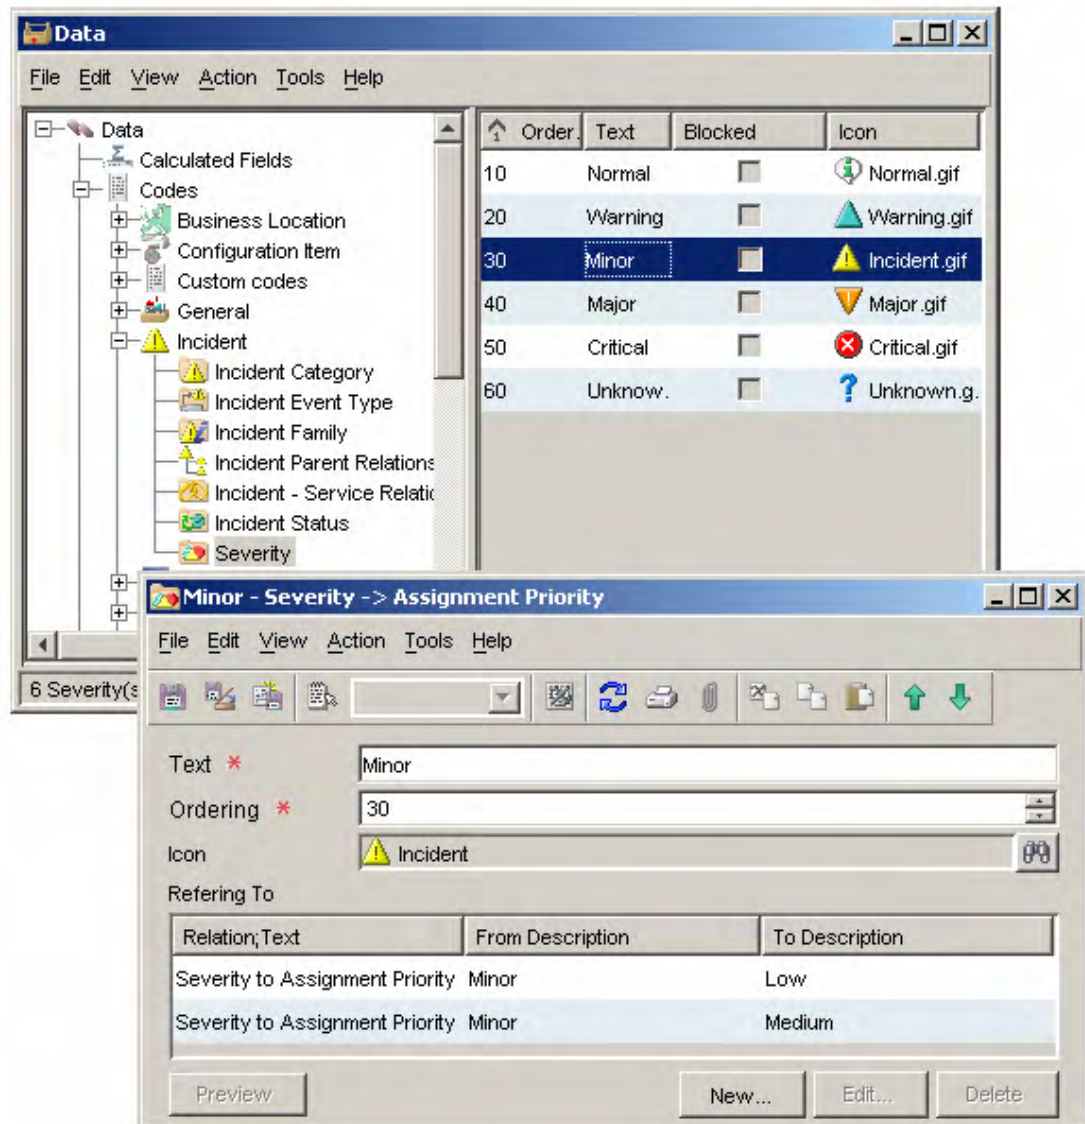 Data
File Edit View Action Tools Help
Data
Calculated Fields
Codes
Business Location
Configuration Item
Custom codes
General
Incident
Incident Category
Incident Event Type
Incident Family
Incident Parent Relations
Incident - Service Relatio
Incident Status
Severity
1 Order. Text Blocked Icon
10 Normal Normal.gif
20 Warning Warning.gif
30 Minor Incident.gif
40 Major Major.gif
50 Critical Critical.gif
60 Unknow. Unknown.g.
6 Severity(s
Minor - Severity -> Assignment Priority
File Edit View Action Tools Help
Text * Minor
Ordering * 30
Icon Incident
Refering To
Relation;Text From Description To Description
Severity to Assignment Priority Minor Low
Severity to Assignment Priority Minor Medium
Preview New... Edit... Delete